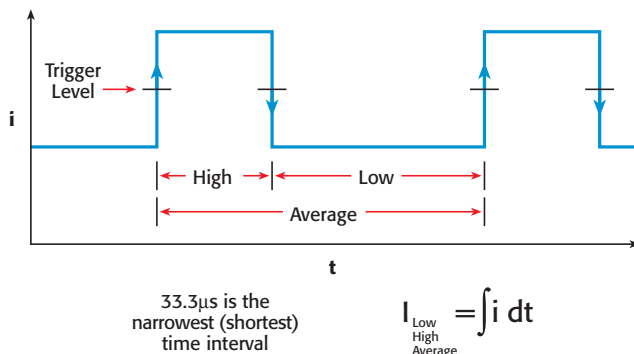 Trigger
Level
i
High
Low
Average
t
33.3μs is the
narrowest (shortest)
time interval
I Low = ∫i dt
High
Average